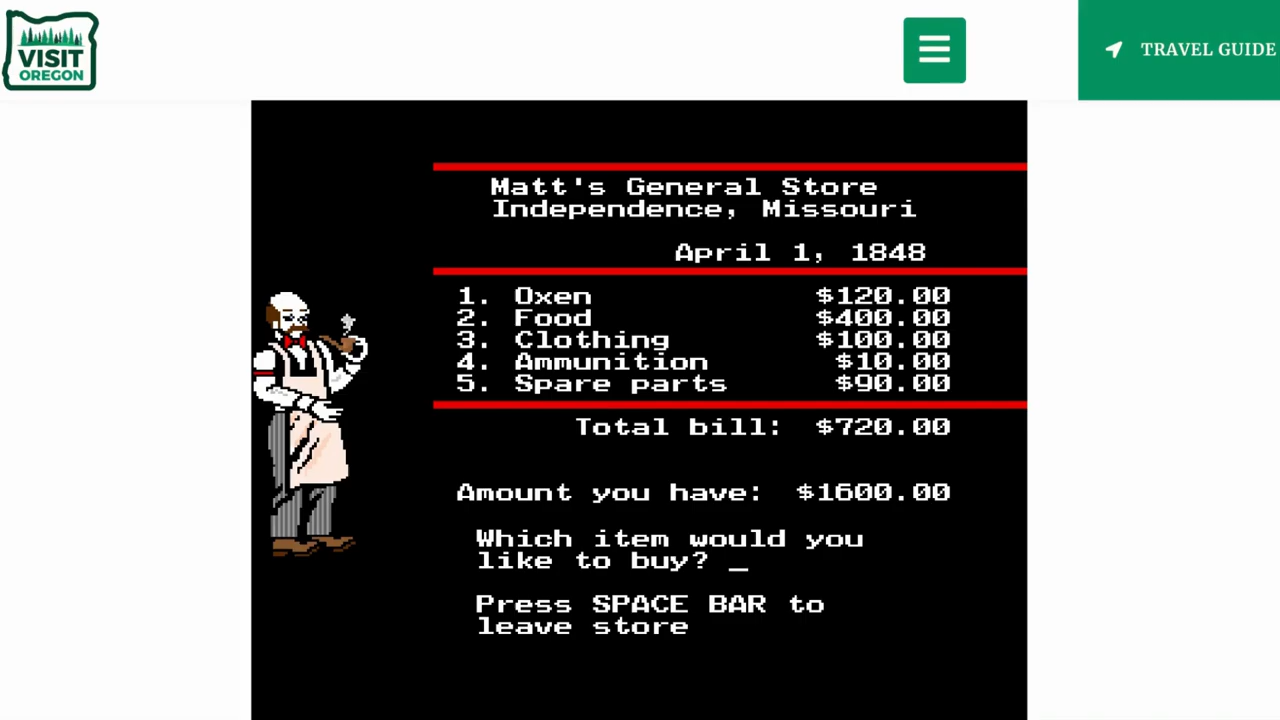 VISIT
OREGON
TRAVEL GUIDE
Matt's General Store
Independence, Missouri
April 1, 1848
1. Oxen $120.00
2. Food $400.00
3. Clothing $100.00
4. Ammunition $10.00
5. Spare parts $90.00
Total bill: $720.00
Amount you have: $1600.00
Which item would you
like to buy? _
Press SPACE BAR to
leave store